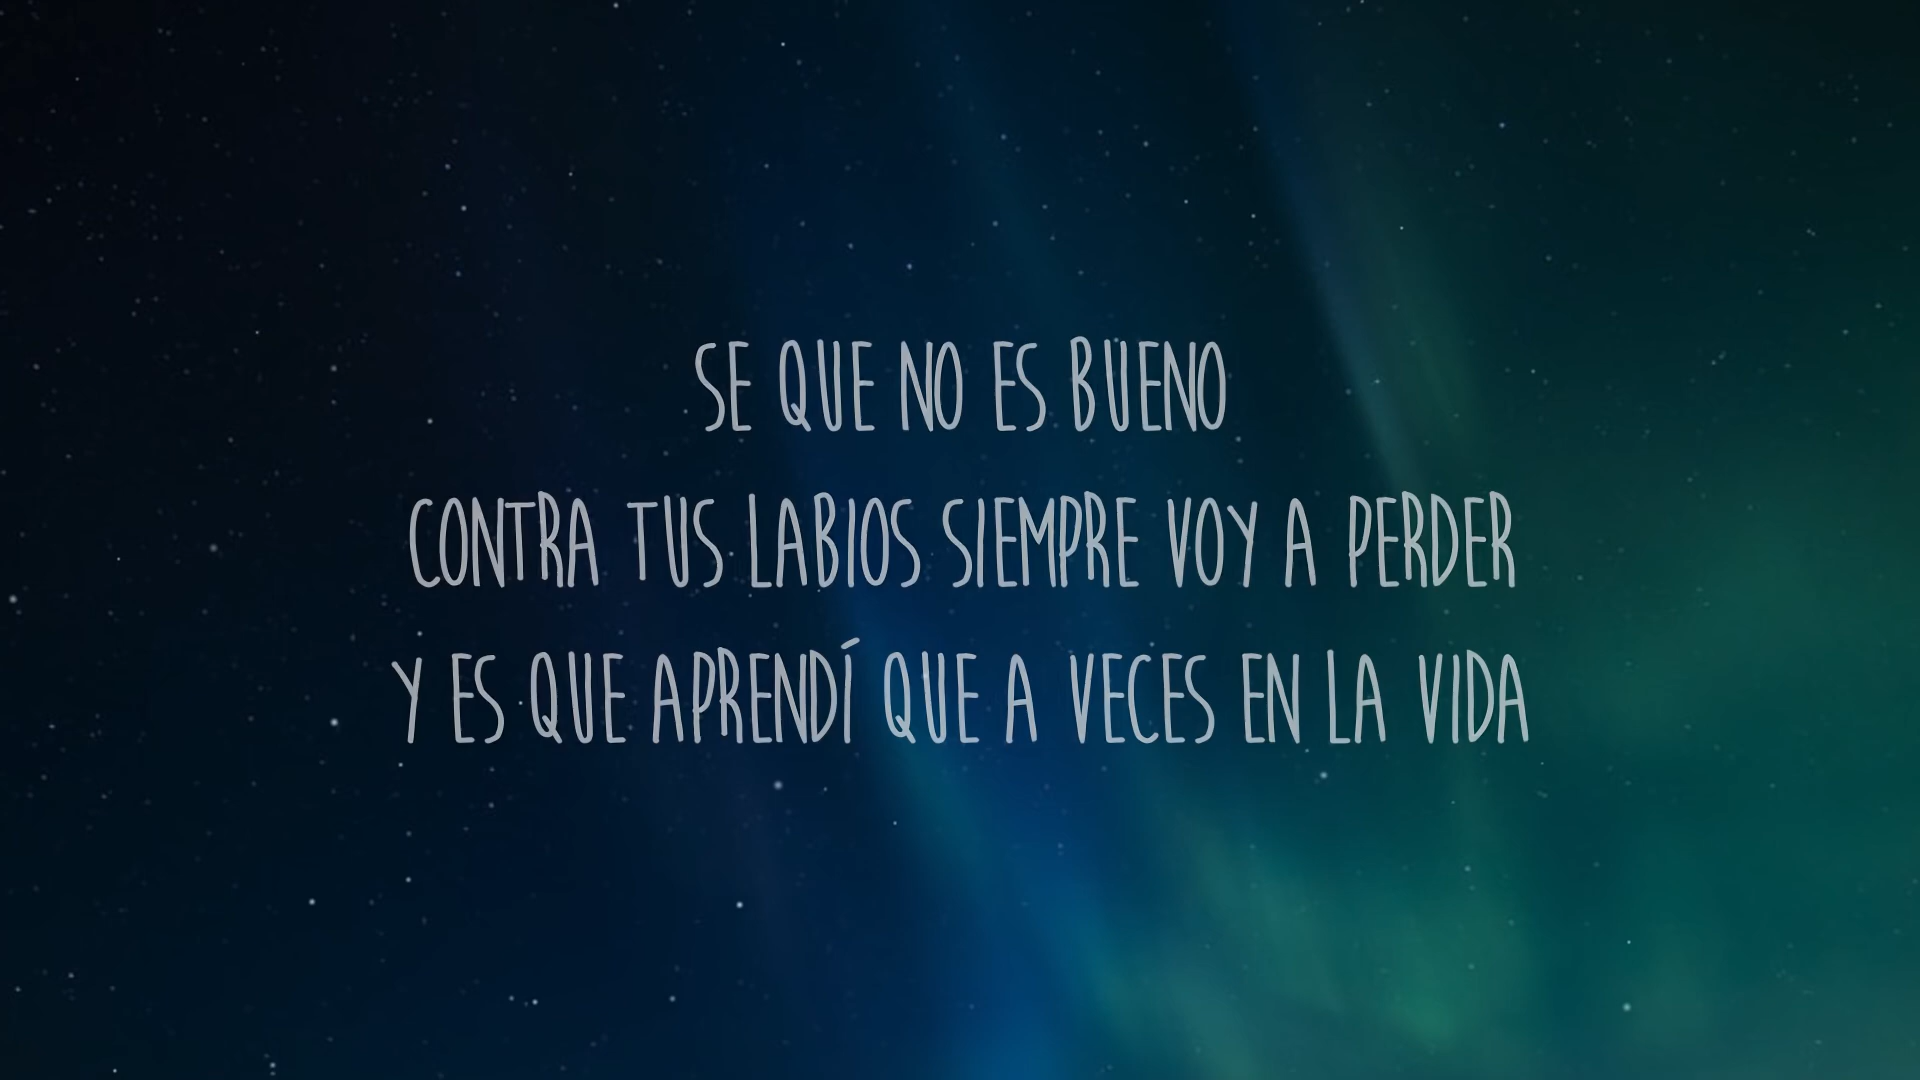 SE QUE NO ES BUENO
CONTRA TUS LABIOS SIEMPRE VOY A PERDER
Y ES QUE APRENDÍ QUE A VECES EN LA VIDA